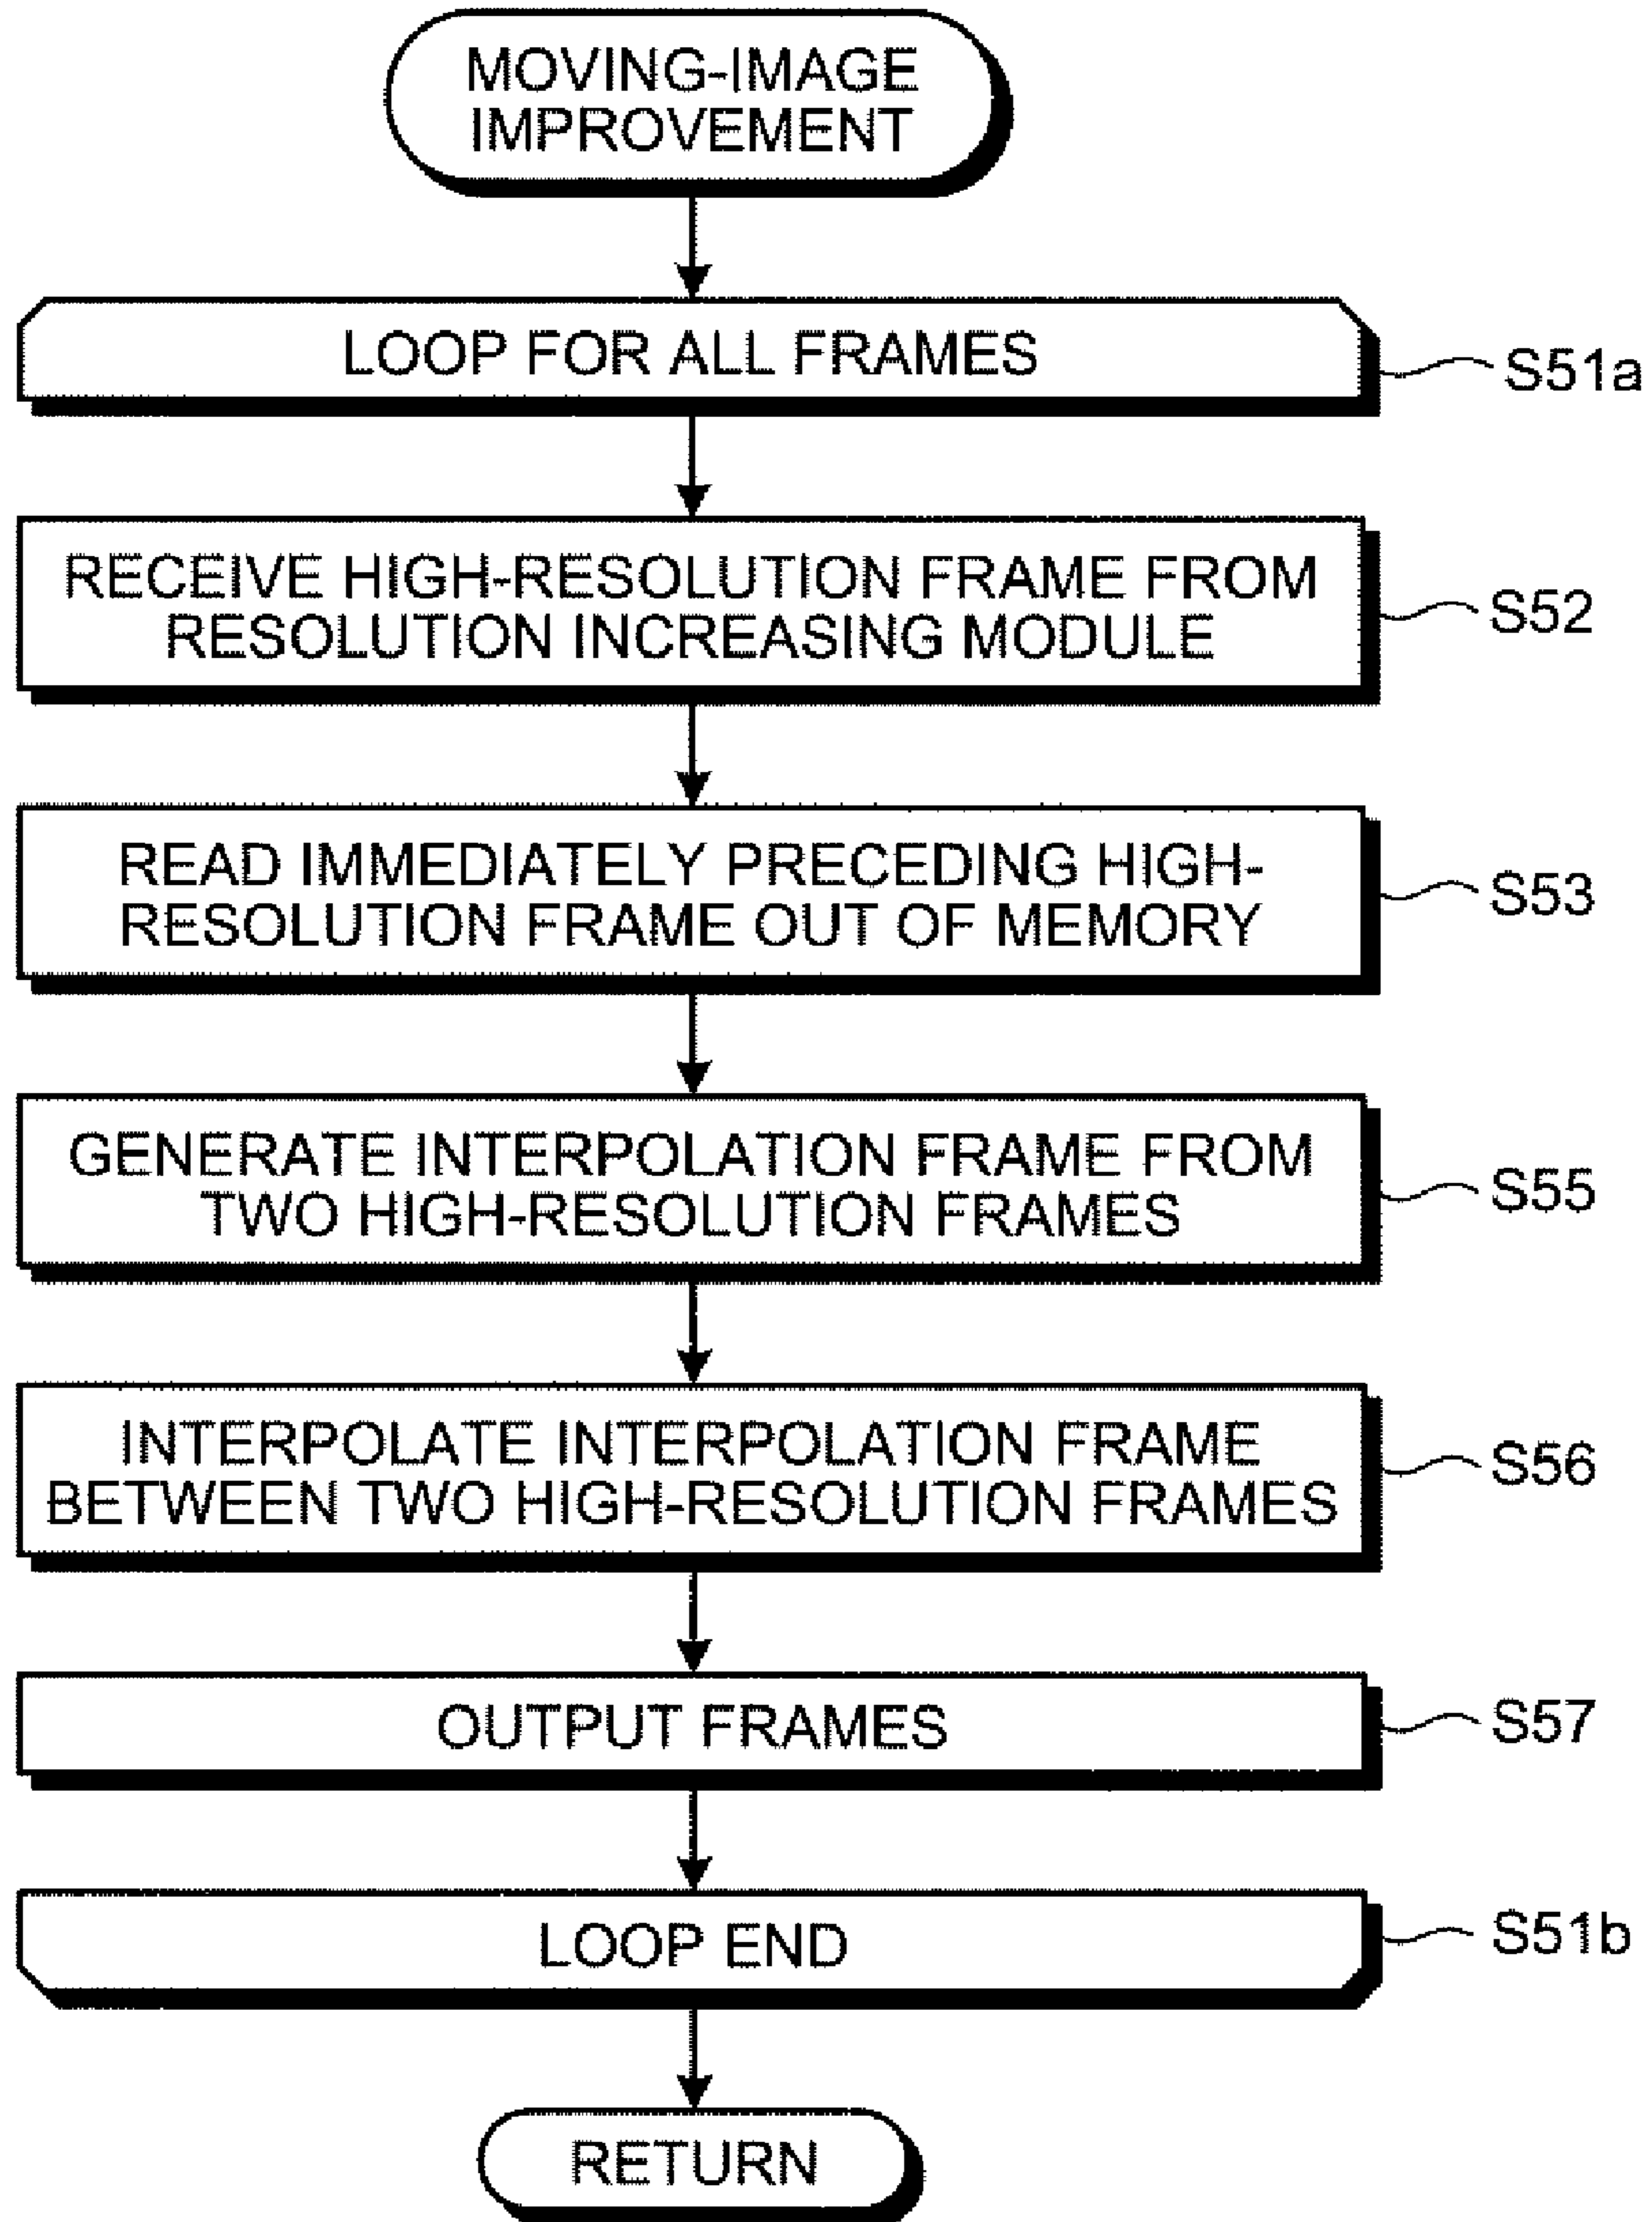 MOVING-IMAGE
IMPROVEMENT
LOOP FOR ALL FRAMES
S51a
RECEIVE HIGH-RESOLUTION FRAME FROM
RESOLUTION INCREASING MODULE
S52
READ IMMEDIATELY PRECEDING HIGH-
RESOLUTION FRAME OUT OF MEMORY
S53
GENERATE INTERPOLATION FRAME FROM
TWO HIGH-RESOLUTION FRAMES
S55
INTERPOLATE INTERPOLATION FRAME
BETWEEN TWO HIGH-RESOLUTION FRAMES
S56
OUTPUT FRAMES
S57
LOOP END
S51b
RETURN